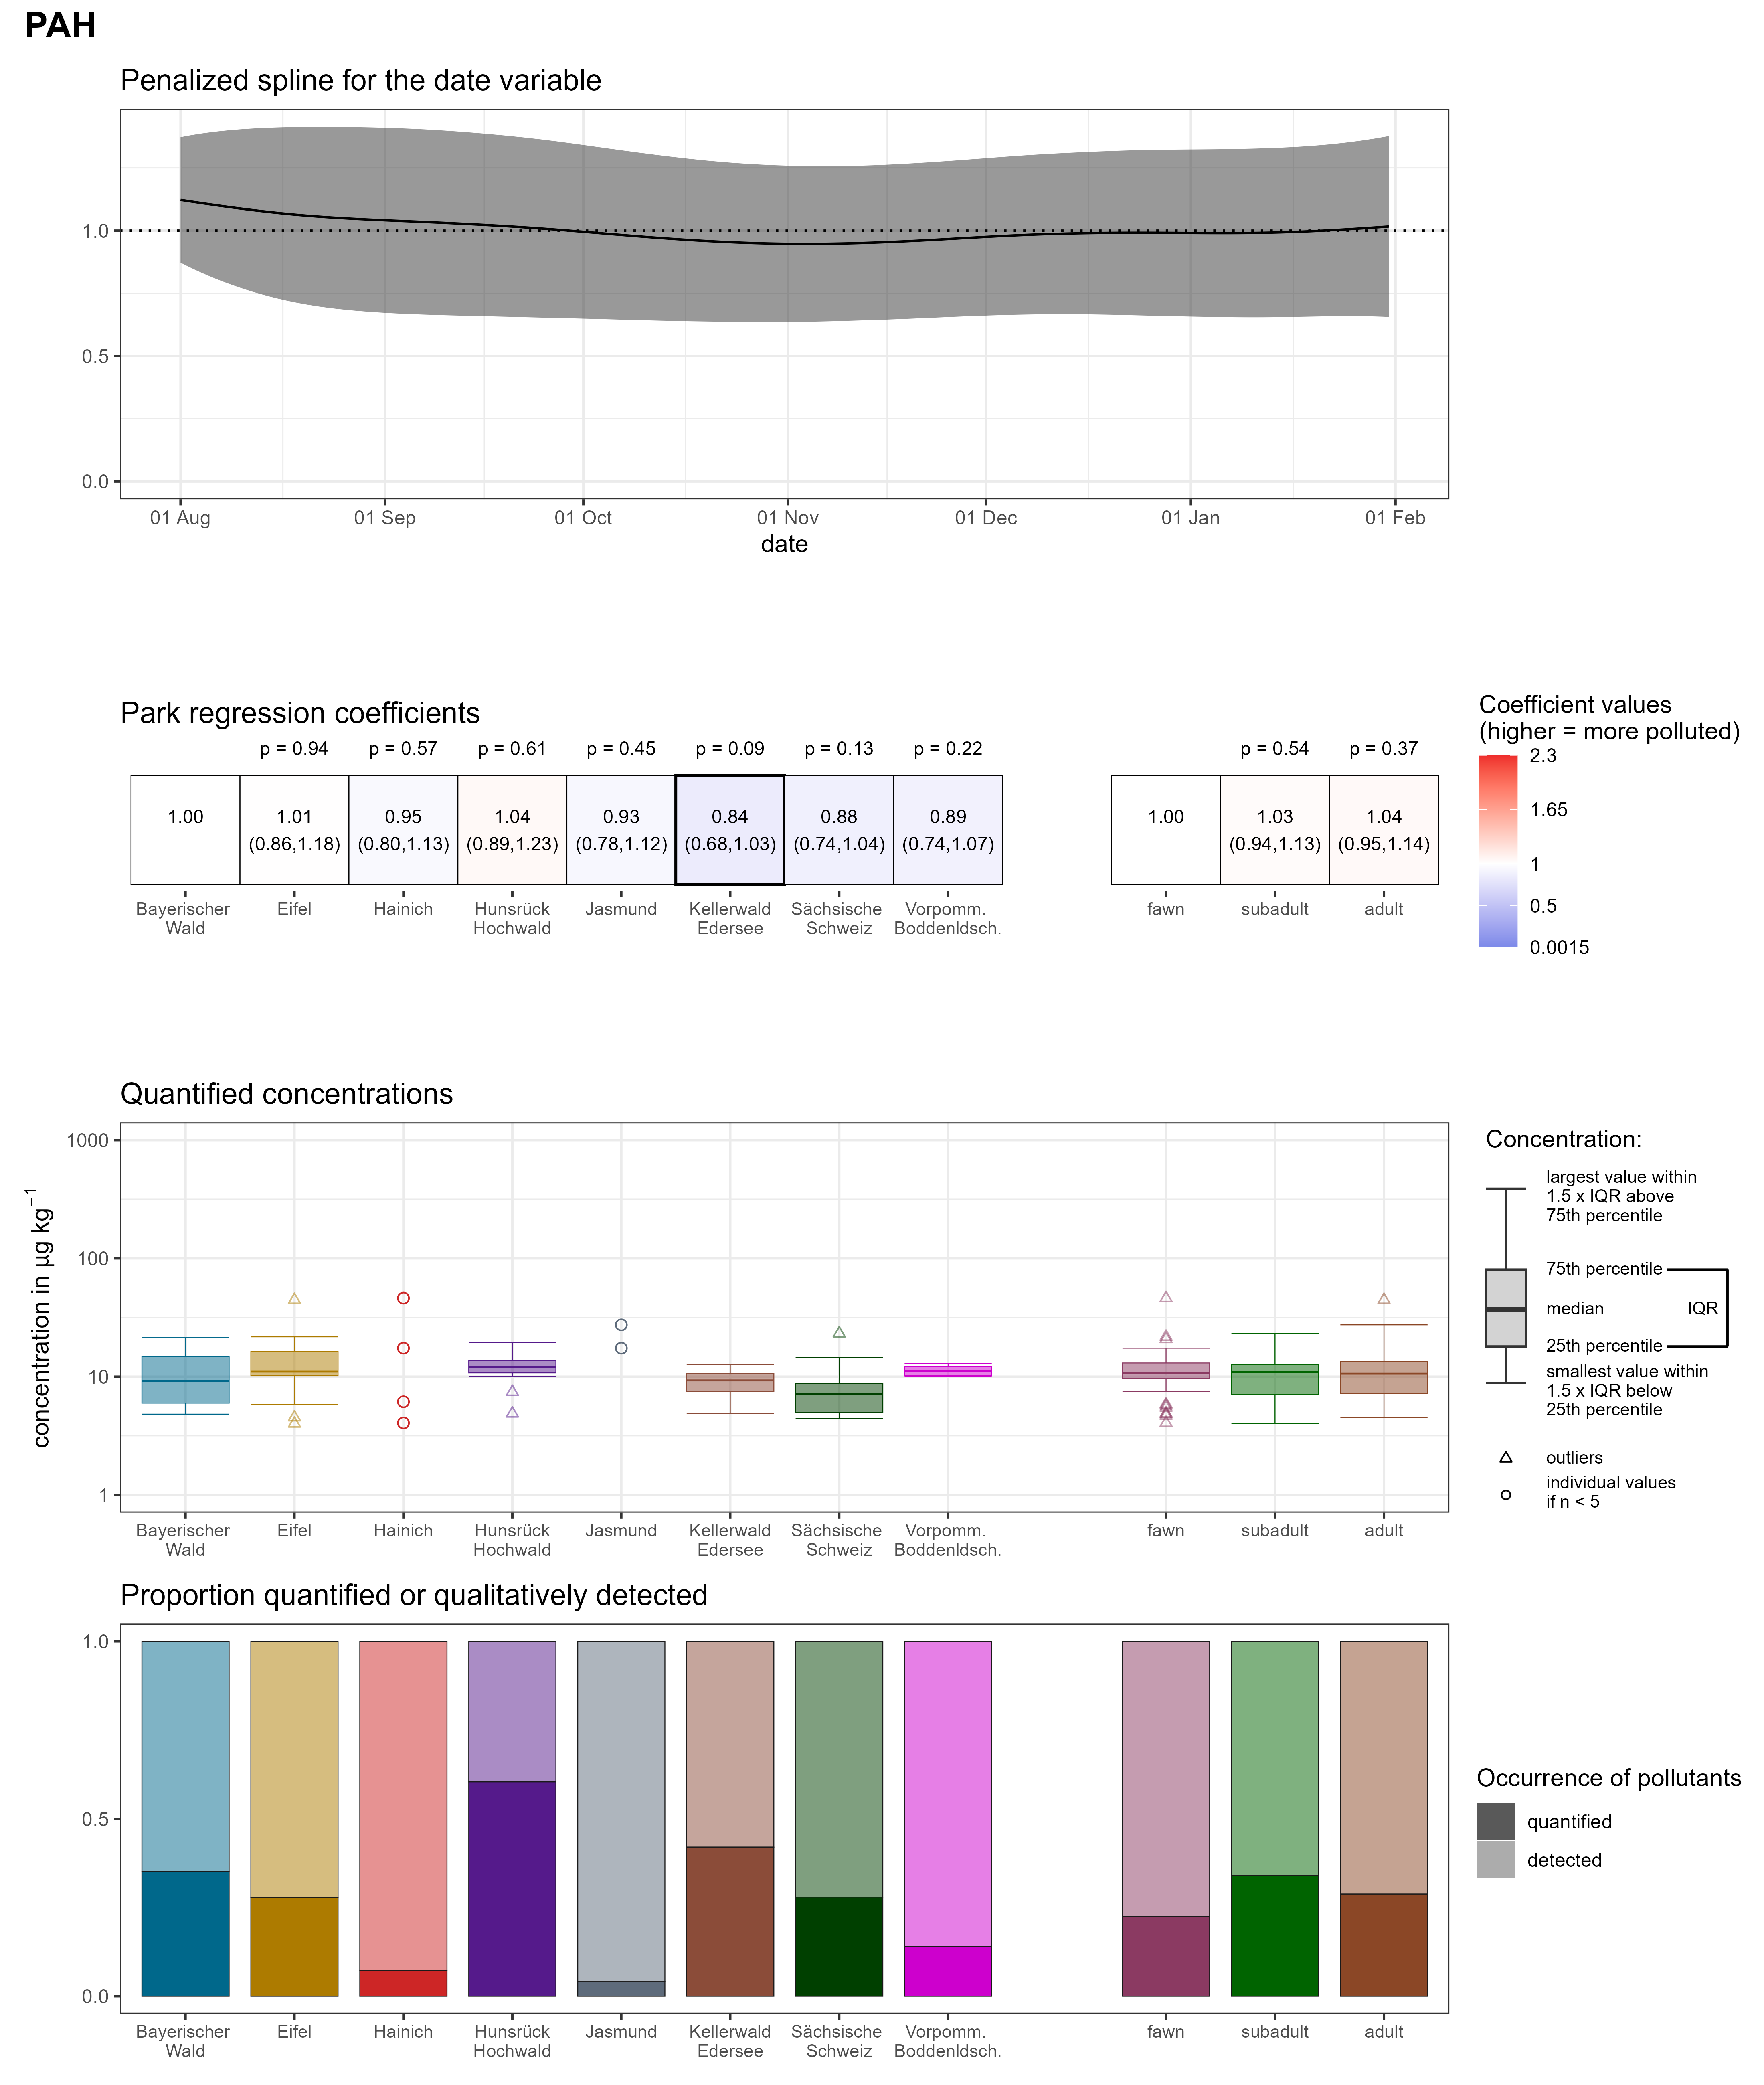 PAH
Penalized spline for the date variable
1.0
0.5
0.0
01 Aug
01 Sep
01 Oct
01 Nov
01 Dec
01 Jan
01 Feb
date
Park regression coefficients
p = 0.94
p = 0.57
p = 0.61
p = 0.45
p = 0.09
p = 0.13
p = 0.22
p = 0.54
p = 0.37
1.00
1.01
(0.86,1.18)
0.95
(0.80,1.13)
1.04
(0.89,1.23)
0.93
(0.78,1.12)
0.84
(0.68,1.03)
0.88
(0.74,1.04)
0.89
(0.74,1.07)
1.00
1.03
(0.94,1.13)
1.04
(0.95,1.14)
Bayerischer
Wald
Eifel
Hainich
Hunsrück
Hochwald
Jasmund
Kellerwald
Edersee
Sächsische
Schweiz
Vorpomm.
Boddenldsch.
fawn
subadult
adult
Coefficient values
(higher = more polluted)
2.3
1.65
1
0.5
0.0015
Quantified concentrations
concentration in µg kg⁻¹
1000
100
10
1
Bayerischer
Wald
Eifel
Hainich
Hunsrück
Hochwald
Jasmund
Kellerwald
Edersee
Sächsische
Schweiz
Vorpomm.
Boddenldsch.
fawn
subadult
adult
Concentration:
largest value within
1.5 x IQR above
75th percentile
75th percentile
median
IQR
25th percentile
smallest value within
1.5 x IQR below
25th percentile
outliers
individual values
if n < 5
Proportion quantified or qualitatively detected
1.0
0.5
0.0
Bayerischer
Wald
Eifel
Hainich
Hunsrück
Hochwald
Jasmund
Kellerwald
Edersee
Sächsische
Schweiz
Vorpomm.
Boddenldsch.
fawn
subadult
adult
Occurrence of pollutants
quantified
detected